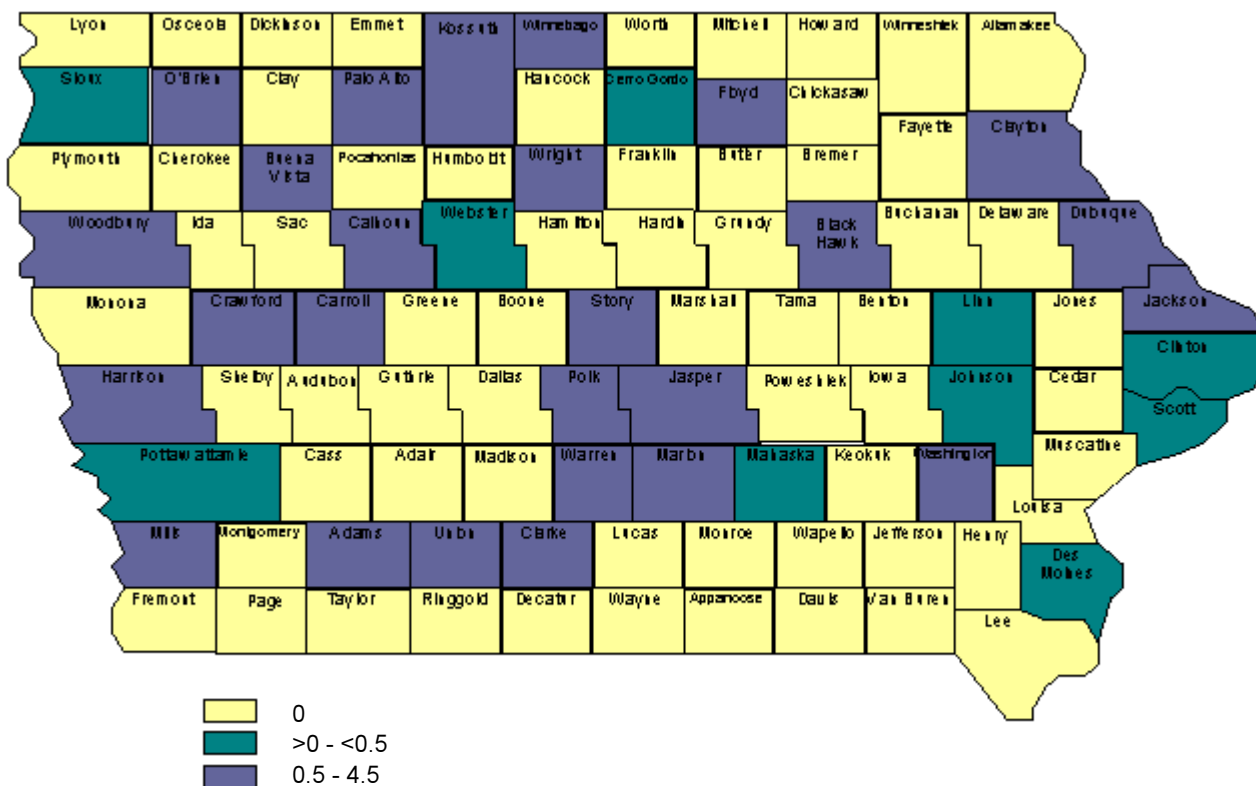 Lyon Osceola Dickinson Emmet Kossuth Winnebago Worth Mitchell Howard Winneshiek Allamakee
Sioux O'Brien Clay Palo Alto Hancock Cerro Gordo Floyd Chickasaw
Fayette Clayton
Plymouth Cherokee Buena Vista Pocahontas Humboldt Wright Franklin Butler Bremer
Woodbury Ida Sac Calhoun Webster Hamilton Hardin Grundy Black Hawk Buchanan Delaware Dubuque
Monona Crawford Carroll Greene Boone Story Marshall Tama Benton Linn Jones Jackson
Clinton
Harrison Shelby Audubon Guthrie Dallas Polk Jasper Poweshiek Iowa Johnson Cedar
Scott
Pottawattamie Cass Adair Madison Warren Marion Mahaska Keokuk Washington Muscatine
Louisa
Mills Montgomery Adams Union Clarke Lucas Monroe Wapello Jefferson Henry Des Moines
Fremont Page Taylor Ringgold Decatur Wayne Appanoose Davis Van Buren
Lee
0
>0 - <0.5
0.5 - 4.5